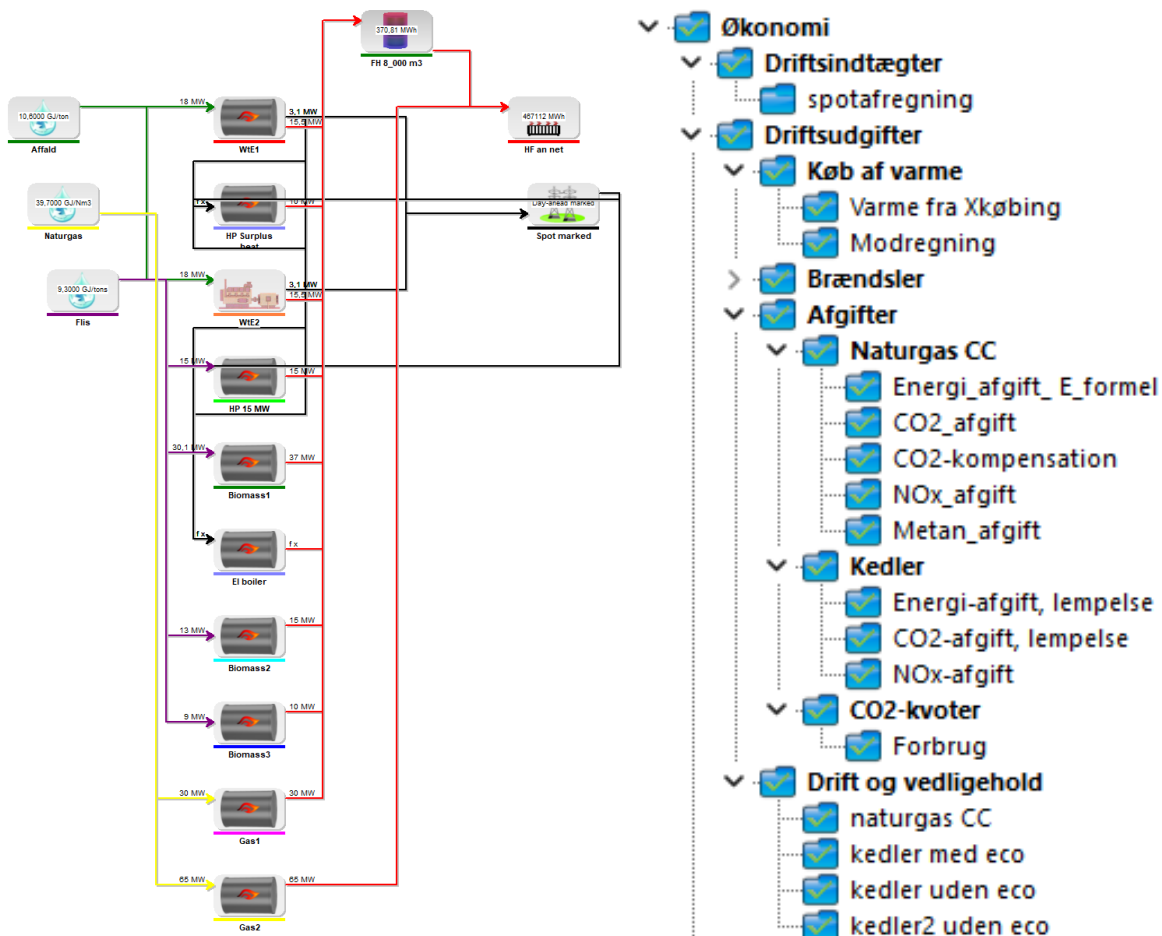 370,81 MWh
FH 8_000 m3
10,6000 GJ/ton
Affald
18 MW
WtE1
3,1 MW
15,5 MW
467112 MWh
HF an net
39,7000 GJ/Nm3
Naturgas
f x
HP Surplus
heat
10 MW
Day-ahead marked
Spot marked
9,3000 GJ/tons
Flis
18 MW
WtE2
3,1 MW
15,5 MW
15 MW
HP 15 MW
15 MW
30,1 MW
Biomass1
37 MW
f x
El boiler
f x
13 MW
Biomass2
15 MW
9 MW
Biomass3
10 MW
30 MW
Gas1
30 MW
65 MW
Gas2
65 MW
Økonomi
Driftsindtægter
spotafregning
Driftsudgifter
Køb af varme
Varme fra Xkøbing
Modregning
Brændsler
Afgifter
Naturgas CC
Energi_afgift_ E_formel
CO2_afgift
CO2-kompensation
NOx_afgift
Metan_afgift
Kedler
Energi-afgift, lempelse
CO2-afgift, lempelse
NOx-afgift
CO2-kvoter
Forbrug
Drift og vedligehold
naturgas CC
kedler med eco
kedler uden eco
kedler2 uden eco